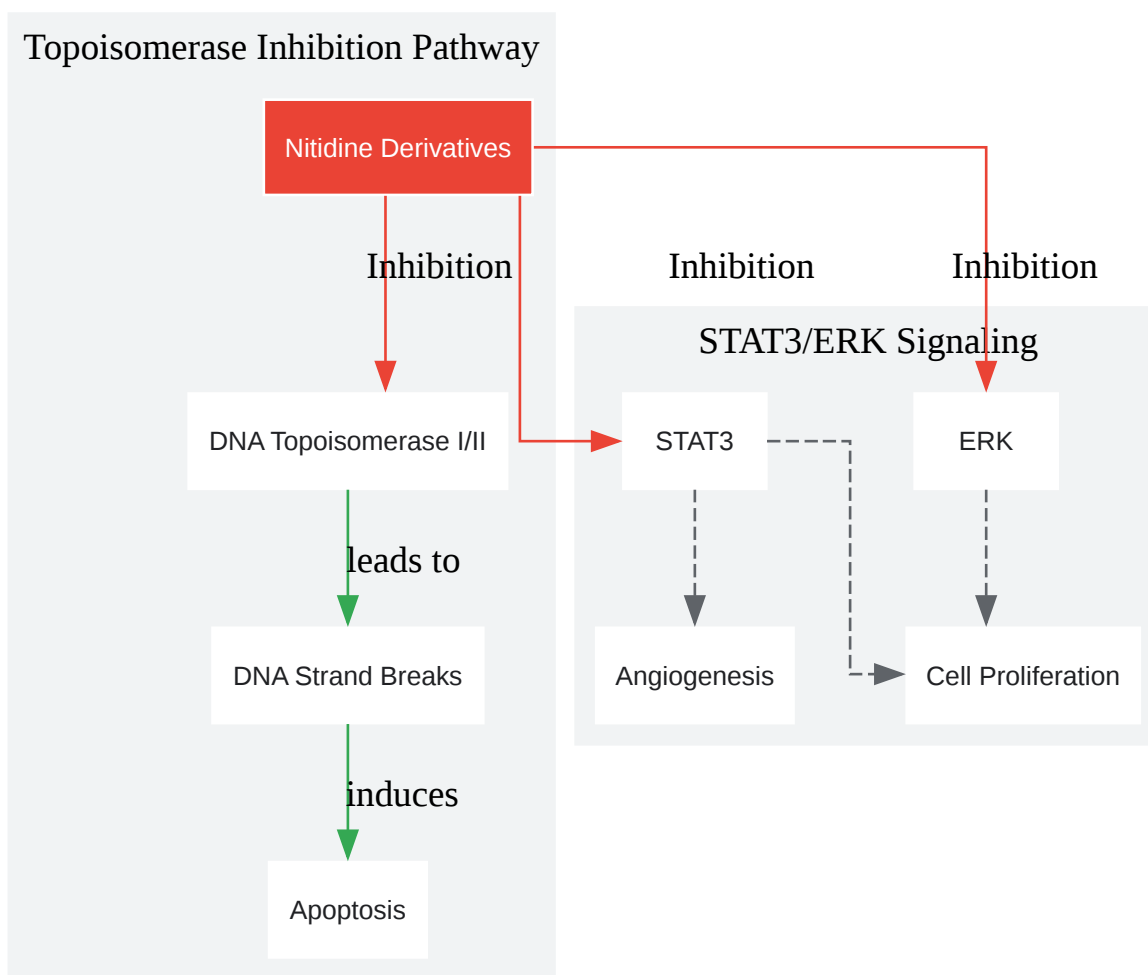 Topoisomerase Inhibition Pathway
Nitidine Derivatives
Inhibition
Inhibition
Inhibition
STAT3/ERK Signaling
DNA Topoisomerase I/II
STAT3
ERK
leads to
DNA Strand Breaks
Angiogenesis
Cell Proliferation
induces
Apoptosis